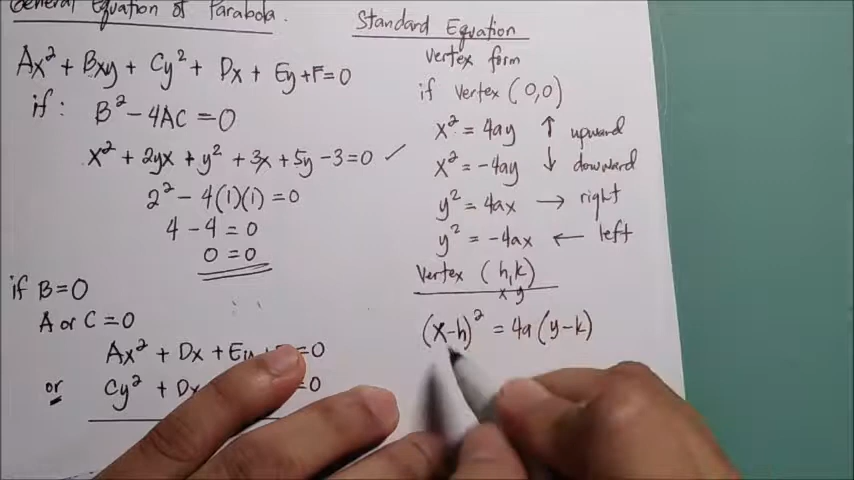 General Equation of Parabola.
Ax² + Bxy + Cy² + Dx + Ey + F = 0
if : B² - 4AC = 0
x² + 2yx + y² + 3x + 5y - 3 = 0 ✓
2² - 4(1)(1) = 0
4 - 4 = 0
0 = 0
if B = 0
A or C = 0
Ax² + Dx + = 0
or Cy² + = 0
Standard Equation
vertex form
if vertex (0,0)
x² = 4ay ↑ upward
x² = -4ay ↓ downward
y² = 4ax → right
y² = -4ax ← left
Vertex (h,k)
x y
(x-h)² = 4a(y-k)